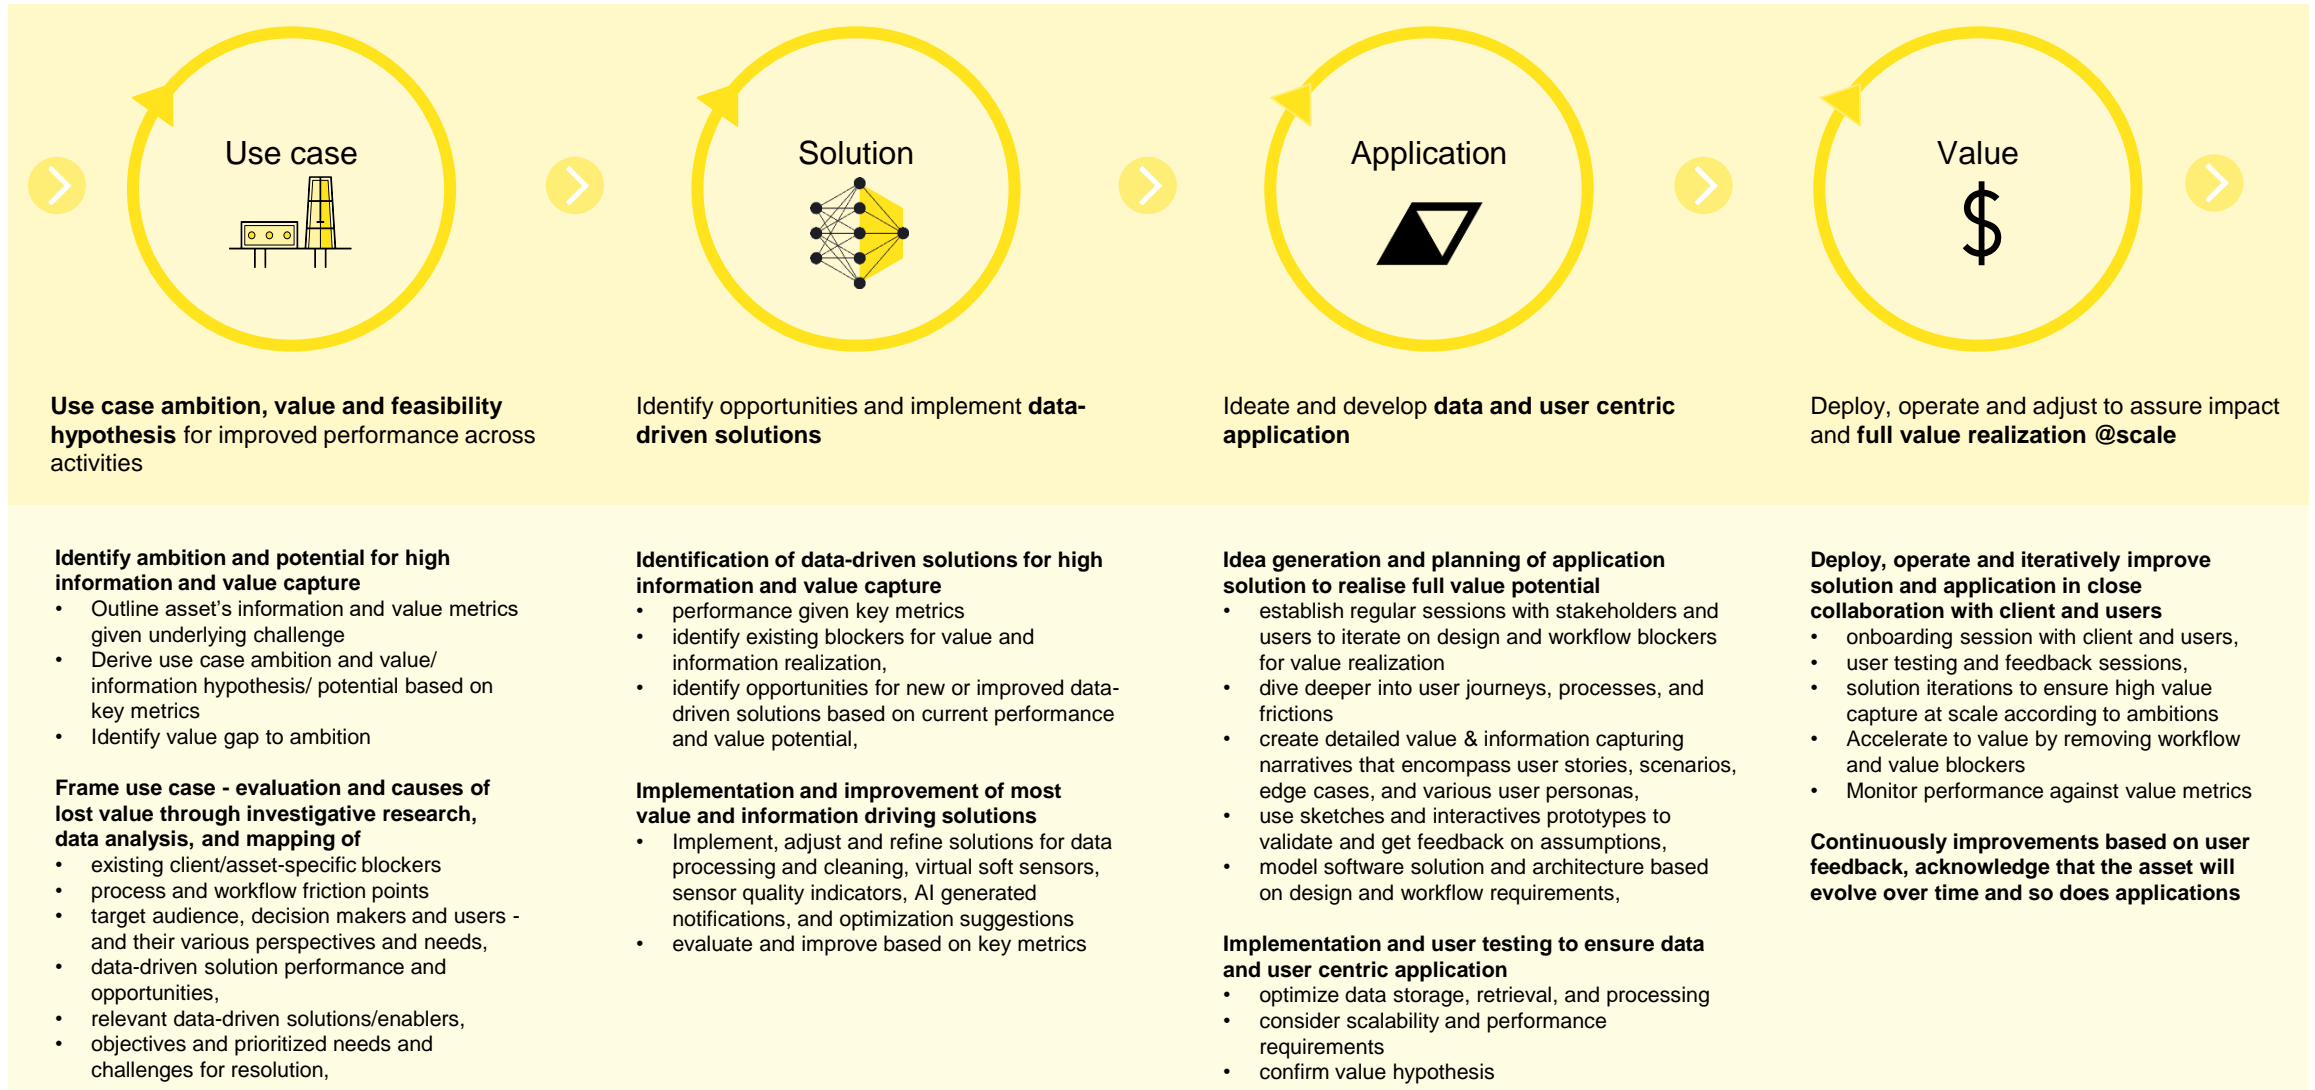 Use case
Solution
Application
Value
$
Use case ambition, value and feasibility
hypothesis for improved performance across
activities
Identify opportunities and implement data-
driven solutions
Ideate and develop data and user centric
application
Deploy, operate and adjust to assure impact
and full value realization @scale
Identify ambition and potential for high
information and value capture
• Outline asset's information and value metrics
given underlying challenge
• Derive use case ambition and value/
information hypothesis/ potential based on
key metrics
• Identify value gap to ambition
Frame use case - evaluation and causes of
lost value through investigative research,
data analysis, and mapping of
• existing client/asset-specific blockers
• process and workflow friction points
• target audience, decision makers and users -
and their various perspectives and needs,
• data-driven solution performance and
opportunities,
• relevant data-driven solutions/enablers,
• objectives and prioritized needs and
challenges for resolution,
Identification of data-driven solutions for high
information and value capture
• performance given key metrics
• identify existing blockers for value and
information realization,
• identify opportunities for new or improved data-
driven solutions based on current performance
and value potential,
Implementation and improvement of most
value and information driving solutions
• Implement, adjust and refine solutions for data
processing and cleaning, virtual soft sensors,
sensor quality indicators, AI generated
notifications, and optimization suggestions
• evaluate and improve based on key metrics
Idea generation and planning of application
solution to realise full value potential
• establish regular sessions with stakeholders and
users to iterate on design and workflow blockers
for value realization
• dive deeper into user journeys, processes, and
frictions
• create detailed value & information capturing
narratives that encompass user stories, scenarios,
edge cases, and various user personas,
• use sketches and interactives prototypes to
validate and get feedback on assumptions,
• model software solution and architecture based
on design and workflow requirements,
Implementation and user testing to ensure data
and user centric application
• optimize data storage, retrieval, and processing
• consider scalability and performance
requirements
• confirm value hypothesis
Deploy, operate and iteratively improve
solution and application in close
collaboration with client and users
• onboarding session with client and users,
• user testing and feedback sessions,
• solution iterations to ensure high value
capture at scale according to ambitions
• Accelerate to value by removing workflow
and value blockers
• Monitor performance against value metrics
Continuously improvements based on user
feedback, acknowledge that the asset will
evolve over time and so does applications